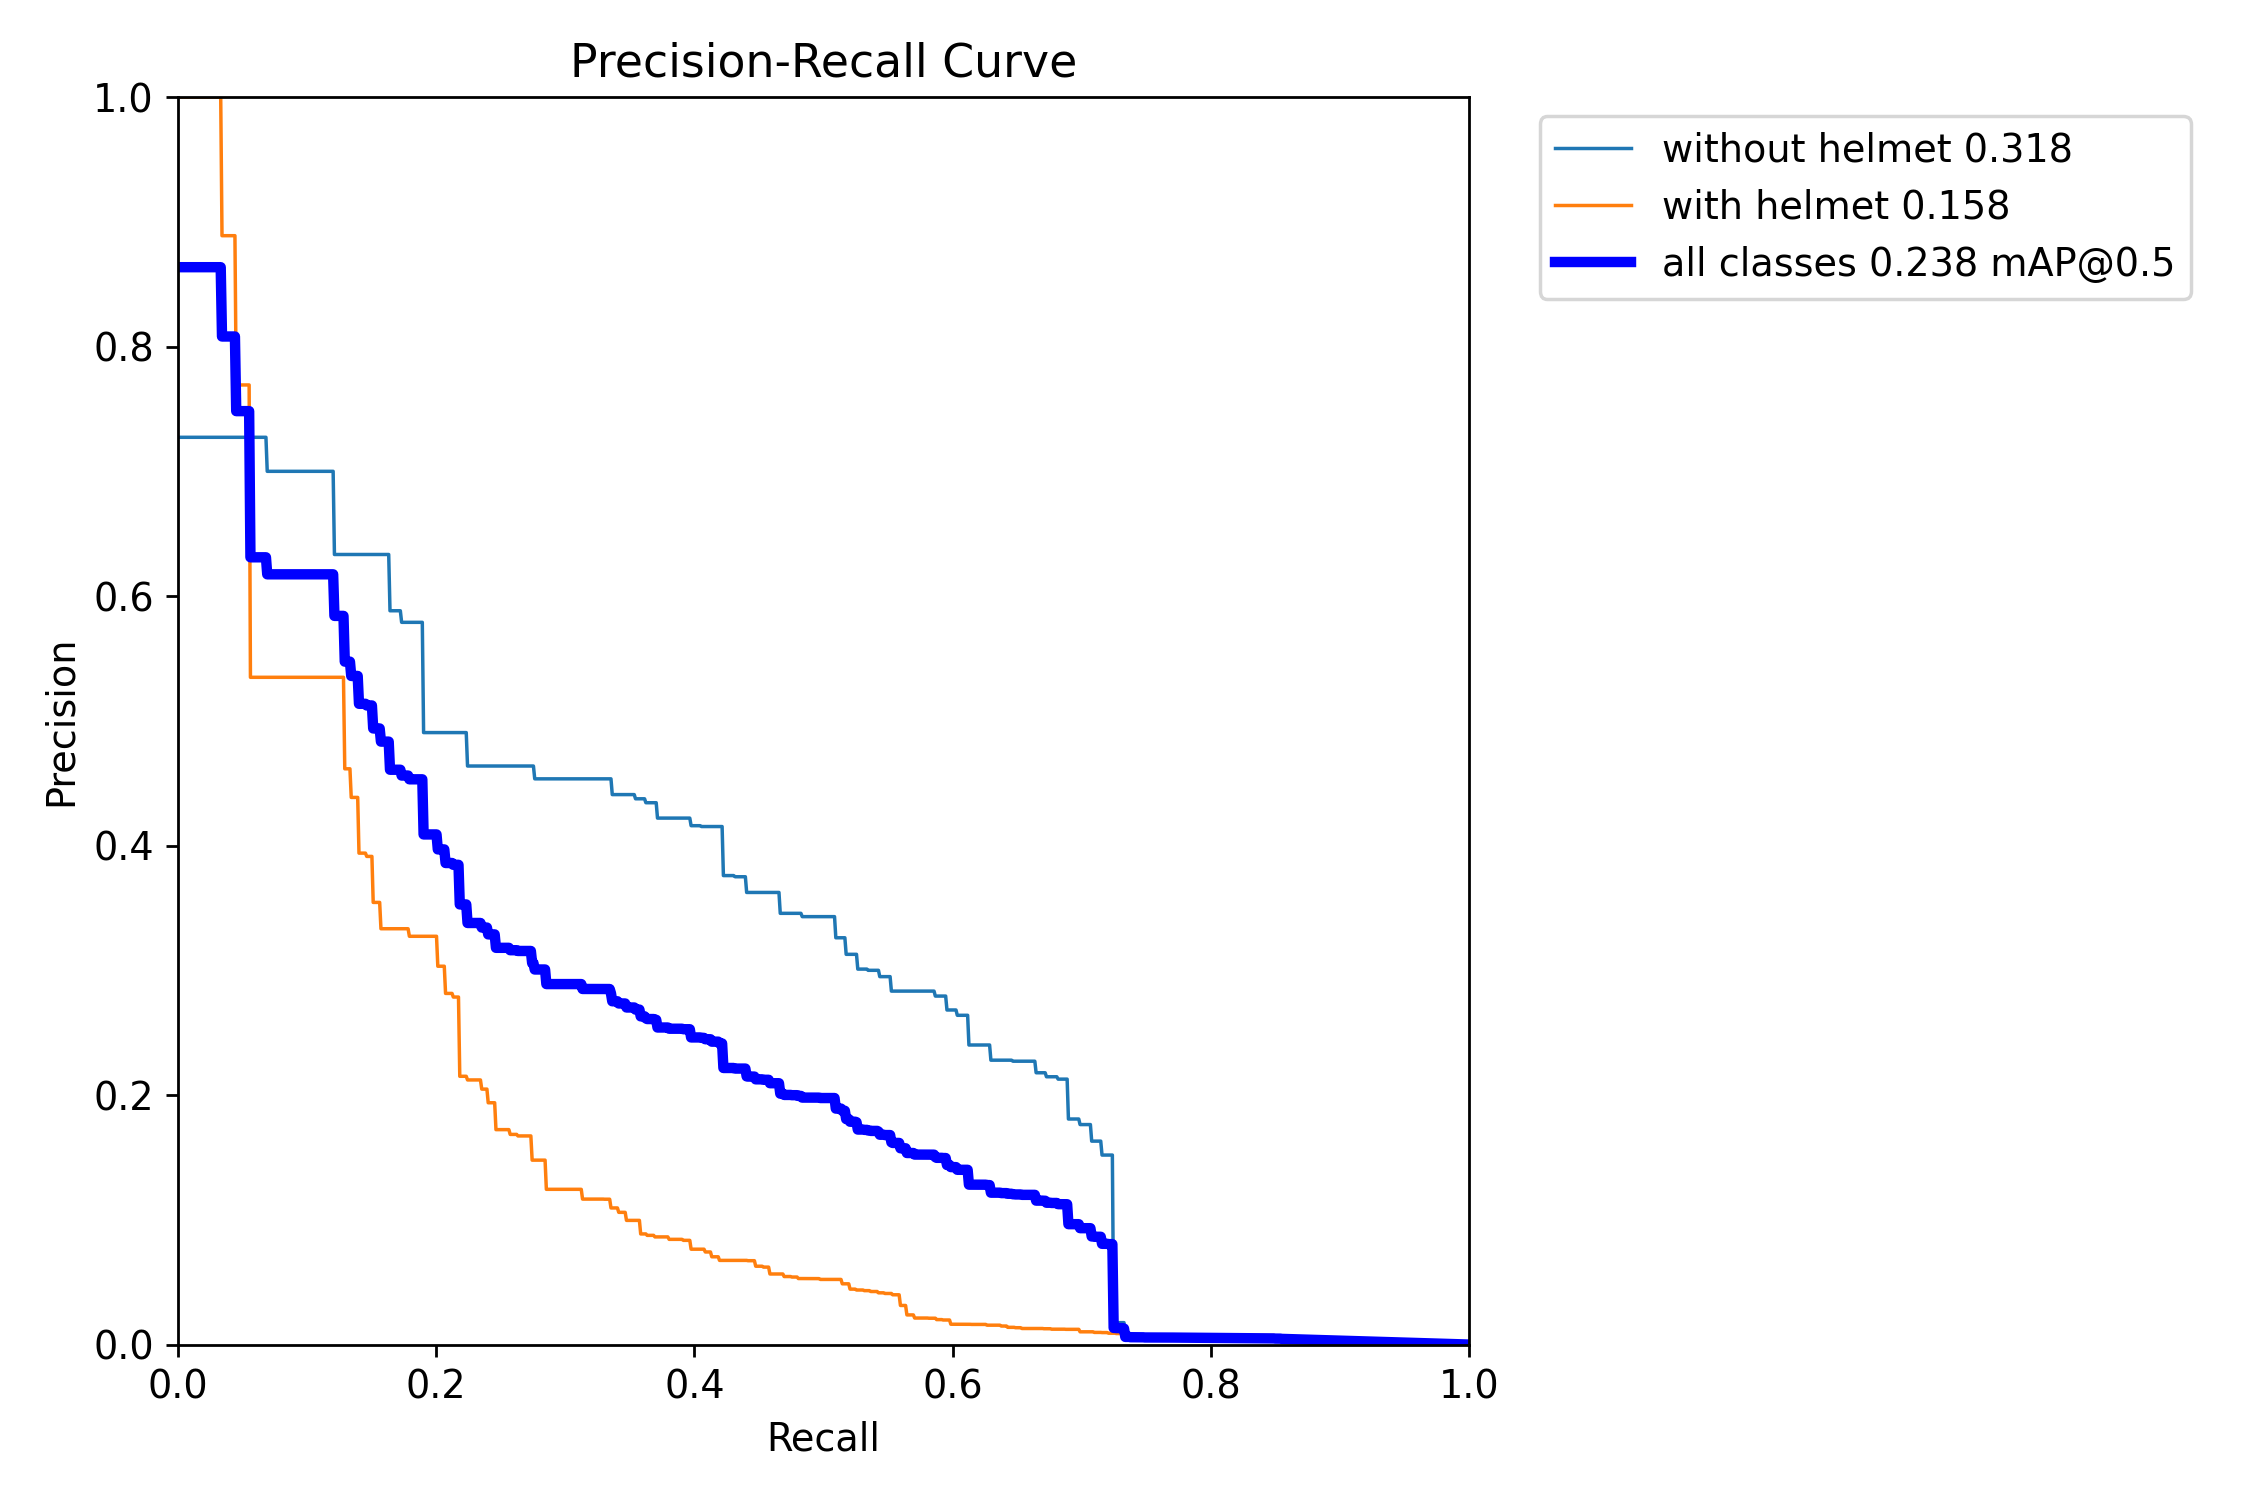 Precision-Recall Curve
1.0
0.8
0.6
0.4
0.2
0.0
Precision
0.0 0.2 0.4 0.6 0.8 1.0
Recall
without helmet 0.318
with helmet 0.158
all classes 0.238 mAP@0.5